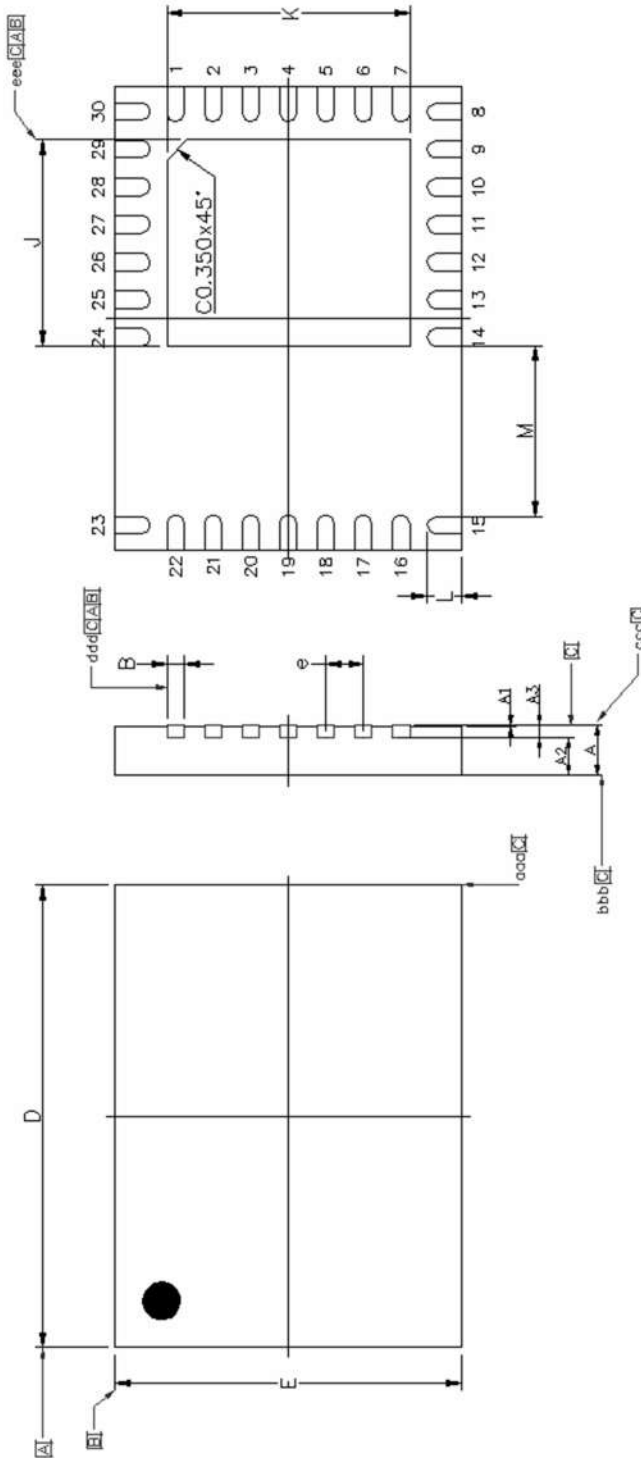 eee C A B
J
K
30 29 28 27 26 25 24 23
1
2
3
4
5
6
7
C0.350x45°
M
22
21
20
19
18
17
16
8 9 10 11 12 13 14 15
L
ddd C A B
B
e
A1
A3
A2
A
C
ccc C
bbb C
D
A
B
E
aaa C